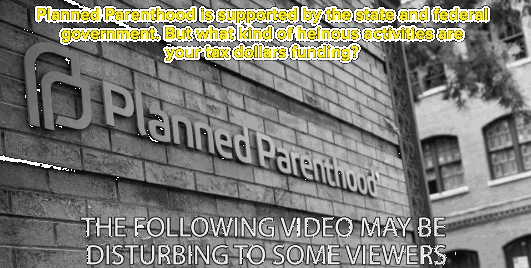 Planned Parenthood is supported by the state and federal
government. But what kind of heinous activities are
your tax dollars funding?
Planned Parenthood
THE FOLLOWING VIDEO MAY BE
DISTURBING TO SOME VIEWERS